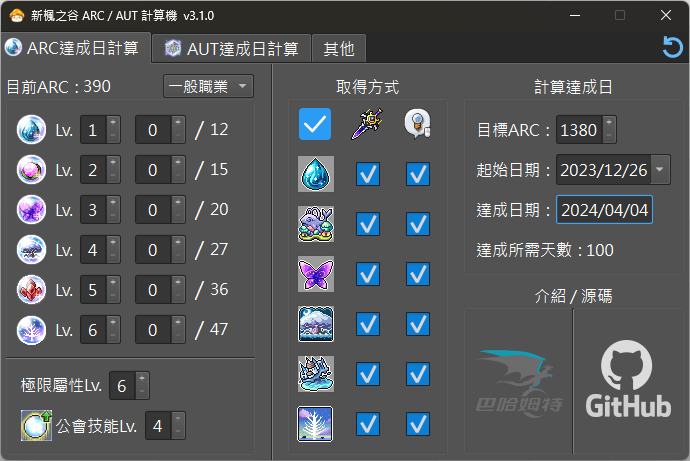 新楓之谷 ARC / AUT 計算機 v3.1.0
ARC達成日計算
AUT達成日計算
其他
目前ARC : 390
一般職業
Lv. 1 0 / 12
Lv. 2 0 / 15
Lv. 3 0 / 20
Lv. 4 0 / 27
Lv. 5 0 / 36
Lv. 6 0 / 47
極限屬性Lv. 6
公會技能Lv. 4
取得方式
計算達成日
目標ARC : 1380
起始日期 : 2023/12/26
達成日期 : 2024/04/04
達成所需天數 : 100
介紹 / 源碼
巴哈姆特
GitHub